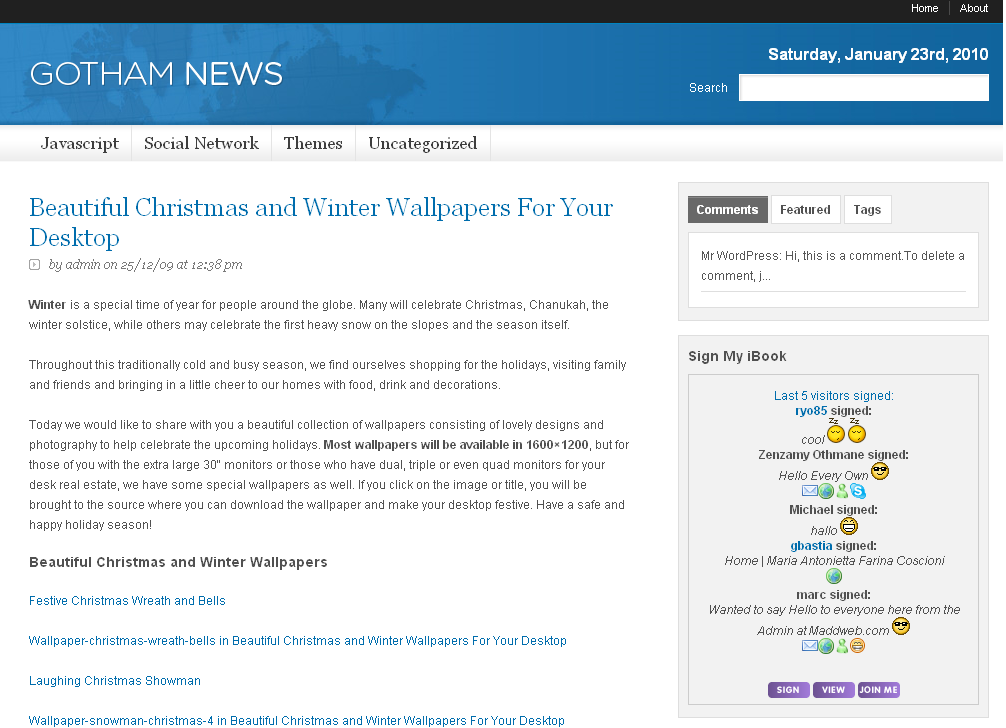 Home About
GOTHAM NEWS
Saturday, January 23rd, 2010
Search
Javascript Social Network Themes Uncategorized
Beautiful Christmas and Winter Wallpapers For Your
Desktop
by admin on 25/12/09 at 12:38 pm
Winter is a special time of year for people around the globe. Many will celebrate Christmas, Chanukah, the
winter solstice, while others may celebrate the first heavy snow on the slopes and the season itself.
Throughout this traditionally cold and busy season, we find ourselves shopping for the holidays, visiting family
and friends and bringing in a little cheer to our homes with food, drink and decorations.
Today we would like to share with you a beautiful collection of wallpapers consisting of lovely designs and
photography to help celebrate the upcoming holidays. Most wallpapers will be available in 1600×1200, but for
those of you with the extra large 30" monitors or those who have dual, triple or even quad monitors for your
desk real estate, we have some special wallpapers as well. If you click on the image or title, you will be
brought to the source where you can download the wallpaper and make your desktop festive. Have a safe and
happy holiday season!
Beautiful Christmas and Winter Wallpapers
Festive Christmas Wreath and Bells
Wallpaper-christmas-wreath-bells in Beautiful Christmas and Winter Wallpapers For Your Desktop
Laughing Christmas Showman
Wallpaper-snowman-christmas-4 in Beautiful Christmas and Winter Wallpapers For Your Desktop
Comments Featured Tags
Mr WordPress: Hi, this is a comment.To delete a
comment, j...
Sign My iBook
Last 5 visitors signed:
ryo85 signed:
cool
Zenzamy Othmane signed:
Hello Every Own
Michael signed:
hallo
gbastia signed:
Home | Maria Antonietta Farina Coscioni
marc signed:
Wanted to say Hello to everyone here from the
Admin at Maddweb.com
SIGN VIEW JOIN ME